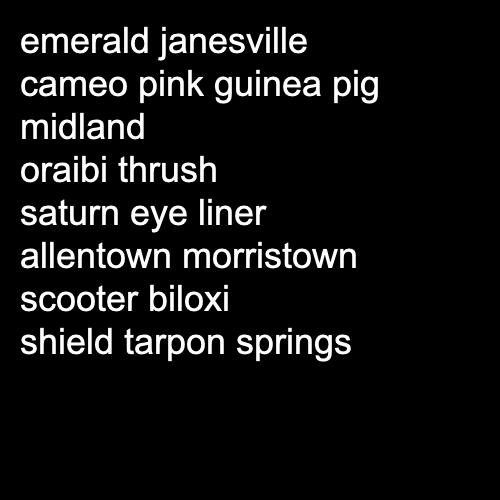 emerald janesville
cameo pink guinea pig
midland
oraibi thrush
saturn eye liner
allentown morristown
scooter biloxi
shield tarpon springs